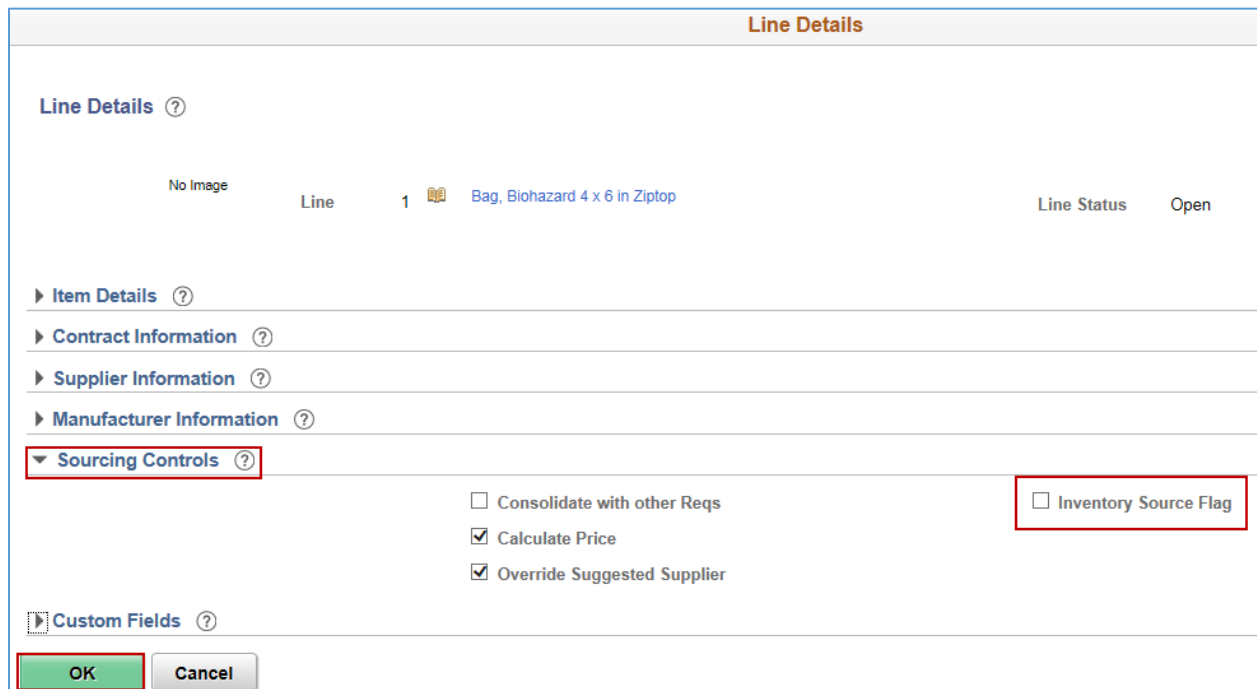 Line Details
Line Details ?
No Image
Line 1 Bag, Biohazard 4 x 6 in Ziptop Line Status Open
Item Details ?
Contract Information ?
Supplier Information ?
Manufacturer Information ?
Sourcing Controls ?
Consolidate with other Reqs Inventory Source Flag
Calculate Price
Override Suggested Supplier
Custom Fields ?
OK Cancel